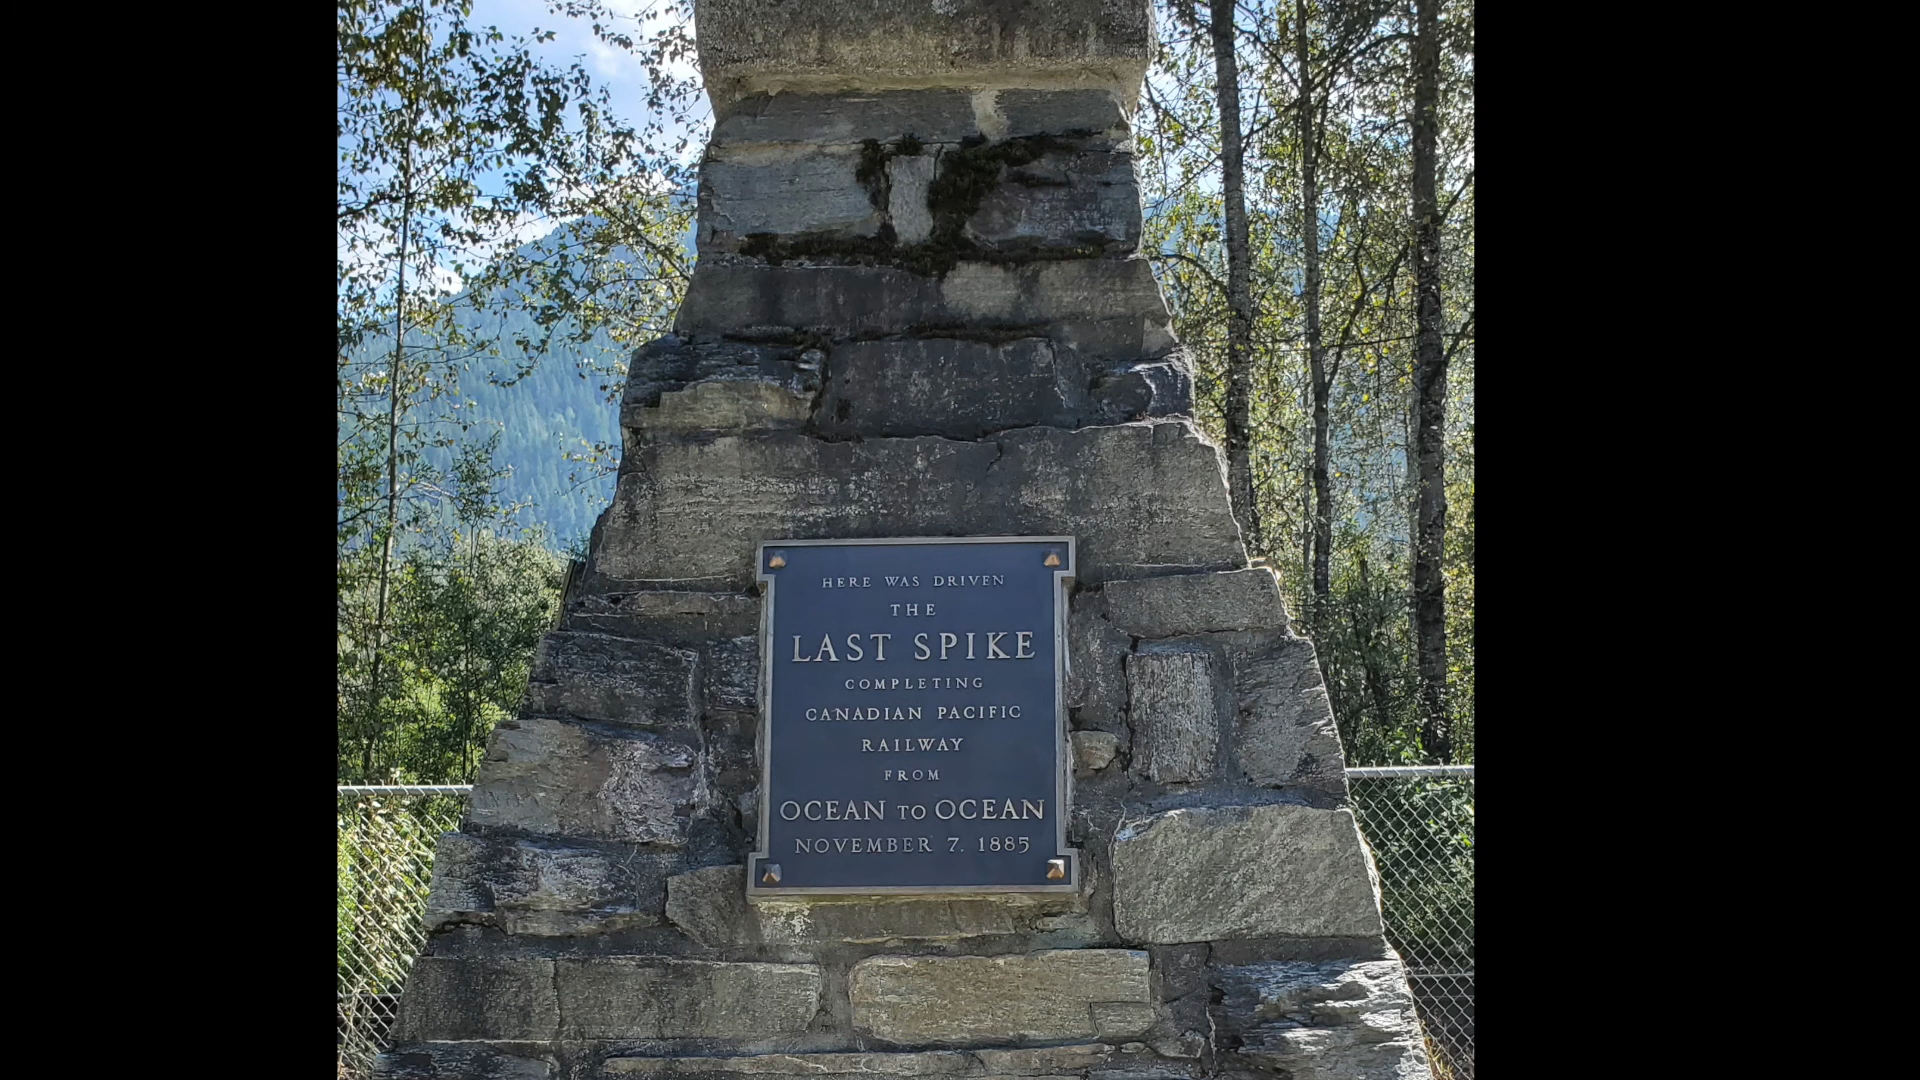 HERE WAS DRIVEN
THE
LAST SPIKE
COMPLETING
CANADIAN PACIFIC
RAILWAY
FROM
OCEAN TO OCEAN
NOVEMBER 7, 1885